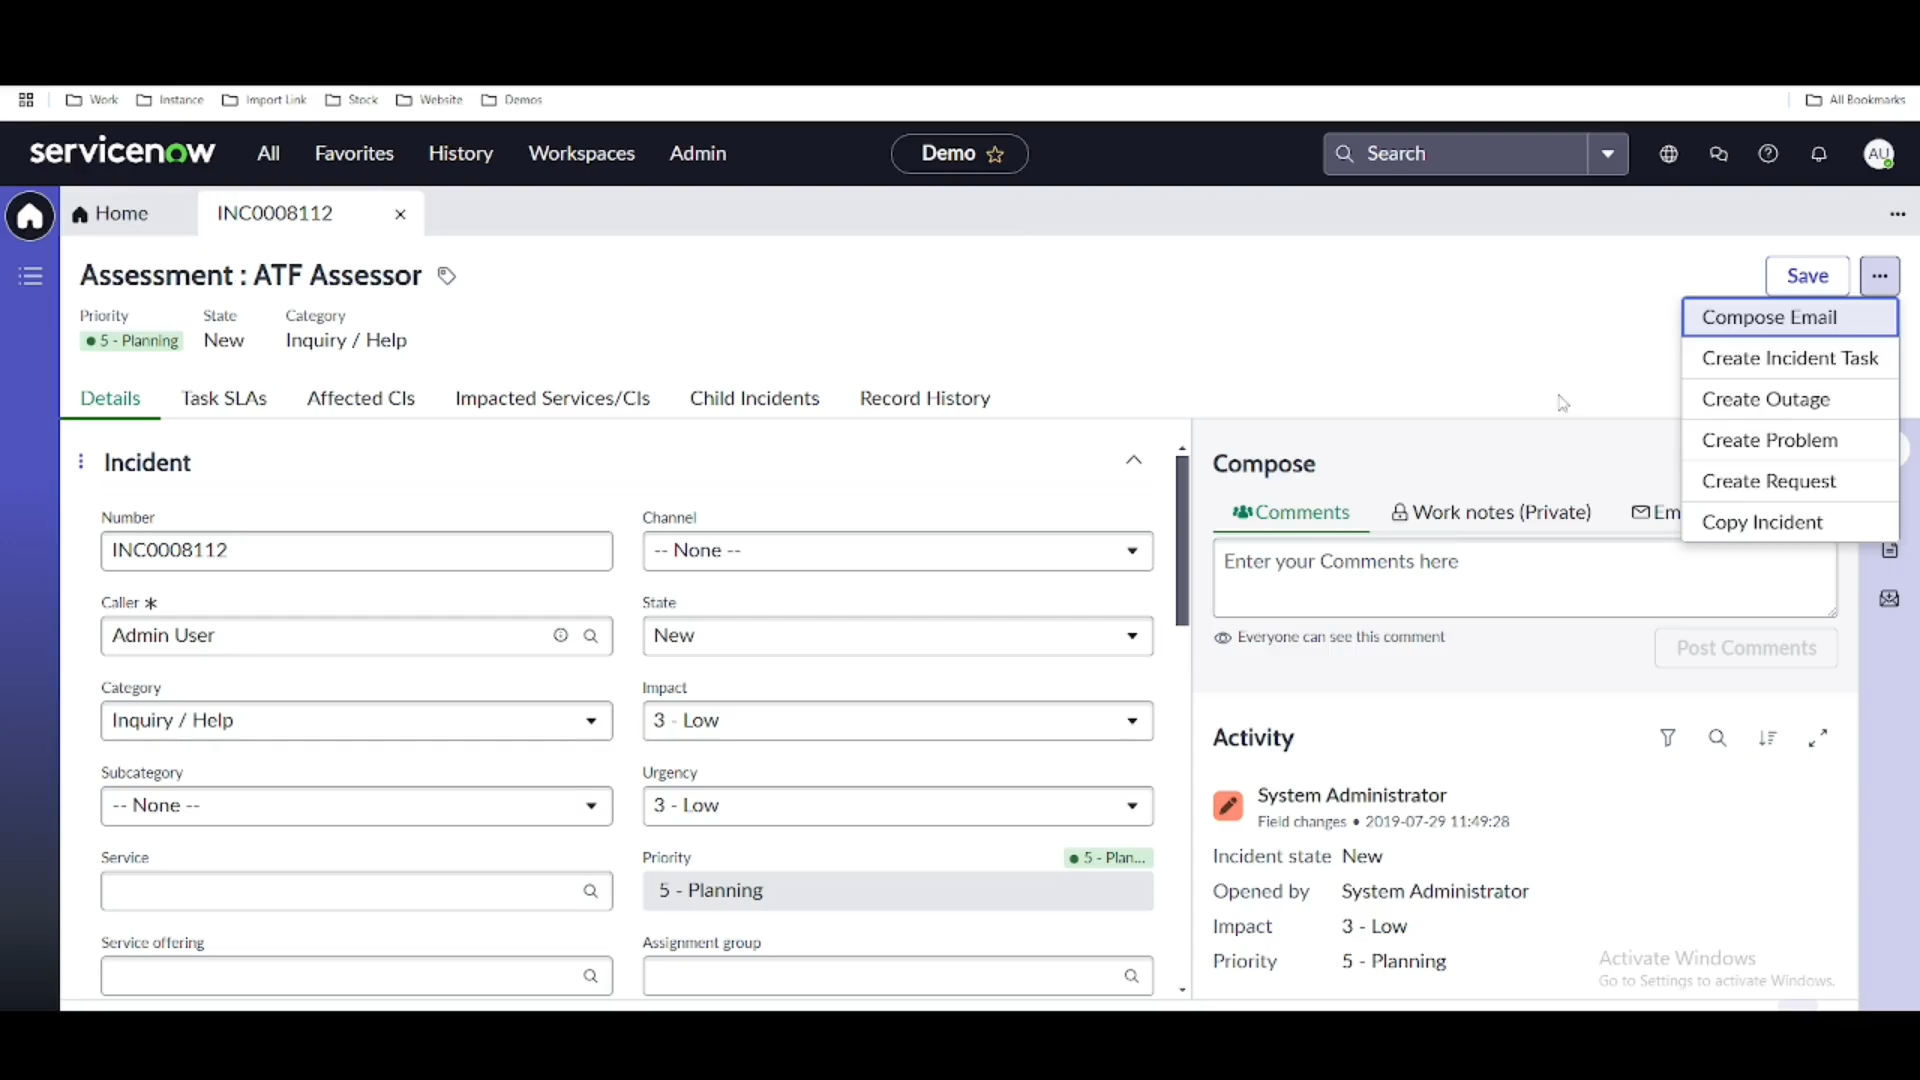 Work Instance Import Link Stock Website Demos All Bookmarks
servicenow All Favorites History Workspaces Admin Demo Search AU
Home INC0008112
Assessment : ATF Assessor Save
Priority State Category
5 - Planning New Inquiry / Help
Compose Email
Create Incident Task
Create Outage
Create Problem
Create Request
Copy Incident
Details Task SLAs Affected CIs Impacted Services/CIs Child Incidents Record History
Incident
Number
INC0008112
Channel
-- None --
Caller *
Admin User
State
New
Category
Inquiry / Help
Impact
3 - Low
Subcategory
-- None --
Urgency
3 - Low
Service
Priority 5 - Plan...
5 - Planning
Service offering
Assignment group
Compose
Comments Work notes (Private) Em
Enter your Comments here
Everyone can see this comment
Post Comments
Activity
System Administrator
Field changes • 2019-07-29 11:49:28
Incident state New
Opened by System Administrator
Impact 3 - Low
Priority 5 - Planning
Activate Windows
Go to Settings to activate Windows.